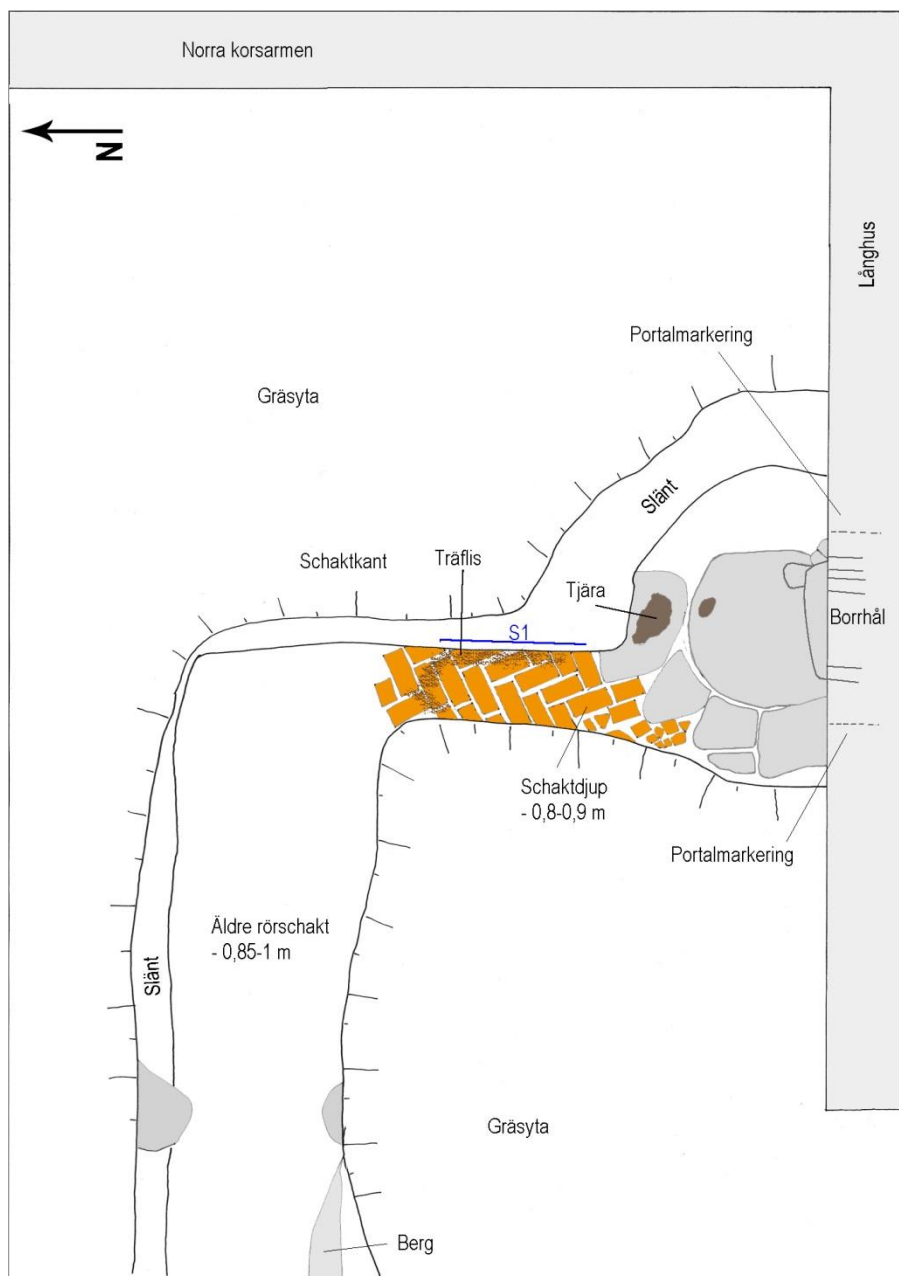 Norra korsarmen
N
Långhus
Portalmarkering
Gräsyta
Slänt
Schaktkant
Träflis
Tjära
Borrhål
S1
Schaktdjup
- 0,8-0,9 m
Portalmarkering
Äldre rörschakt
- 0,85-1 m
Slänt
Gräsyta
Berg